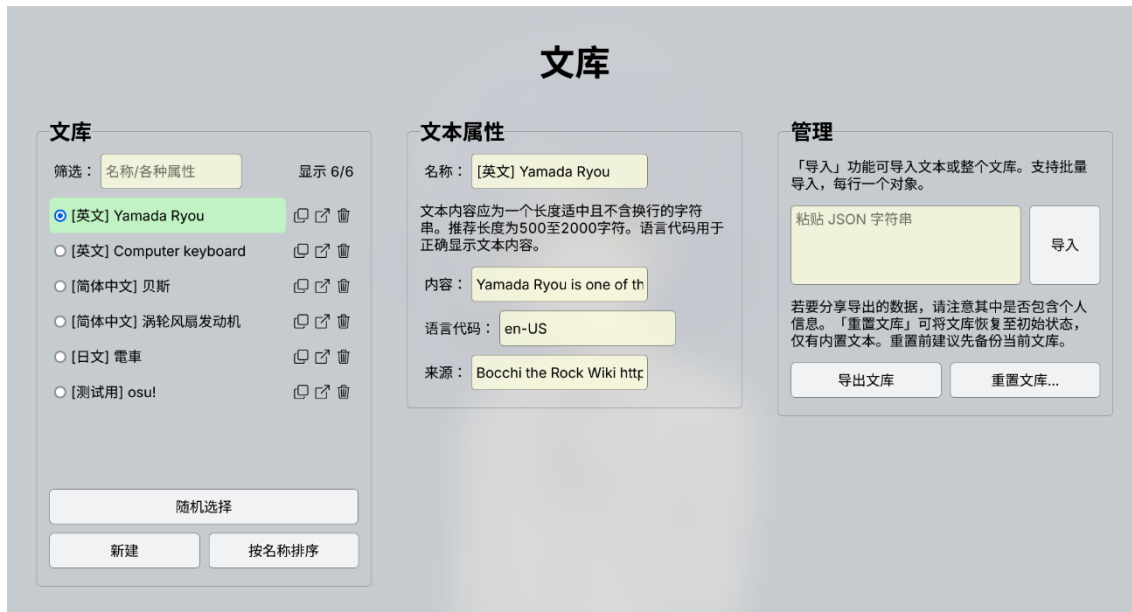 文库
文库
筛选： 名称/各种属性 显示 6/6
[英文] Yamada Ryou
[英文] Computer keyboard
[简体中文] 贝斯
[简体中文] 涡轮风扇发动机
[日文] 電車
[测试用] osu!
随机选择
新建 按名称排序
文本属性
名称： [英文] Yamada Ryou
文本内容应为一个长度适中且不含换行的字符
串。推荐长度为500至2000字符。语言代码用于
正确显示文本内容。
内容： Yamada Ryou is one of th
语言代码： en-US
来源： Bocchi the Rock Wiki http
管理
「导入」功能可导入文本或整个文库。支持批量
导入，每行一个对象。
粘贴 JSON 字符串
导入
若要分享导出的数据，请注意其中是否包含个人
信息。「重置文库」可将文库恢复至初始状态，
仅有内置文本。重置前建议先备份当前文库。
导出文库 重置文库...